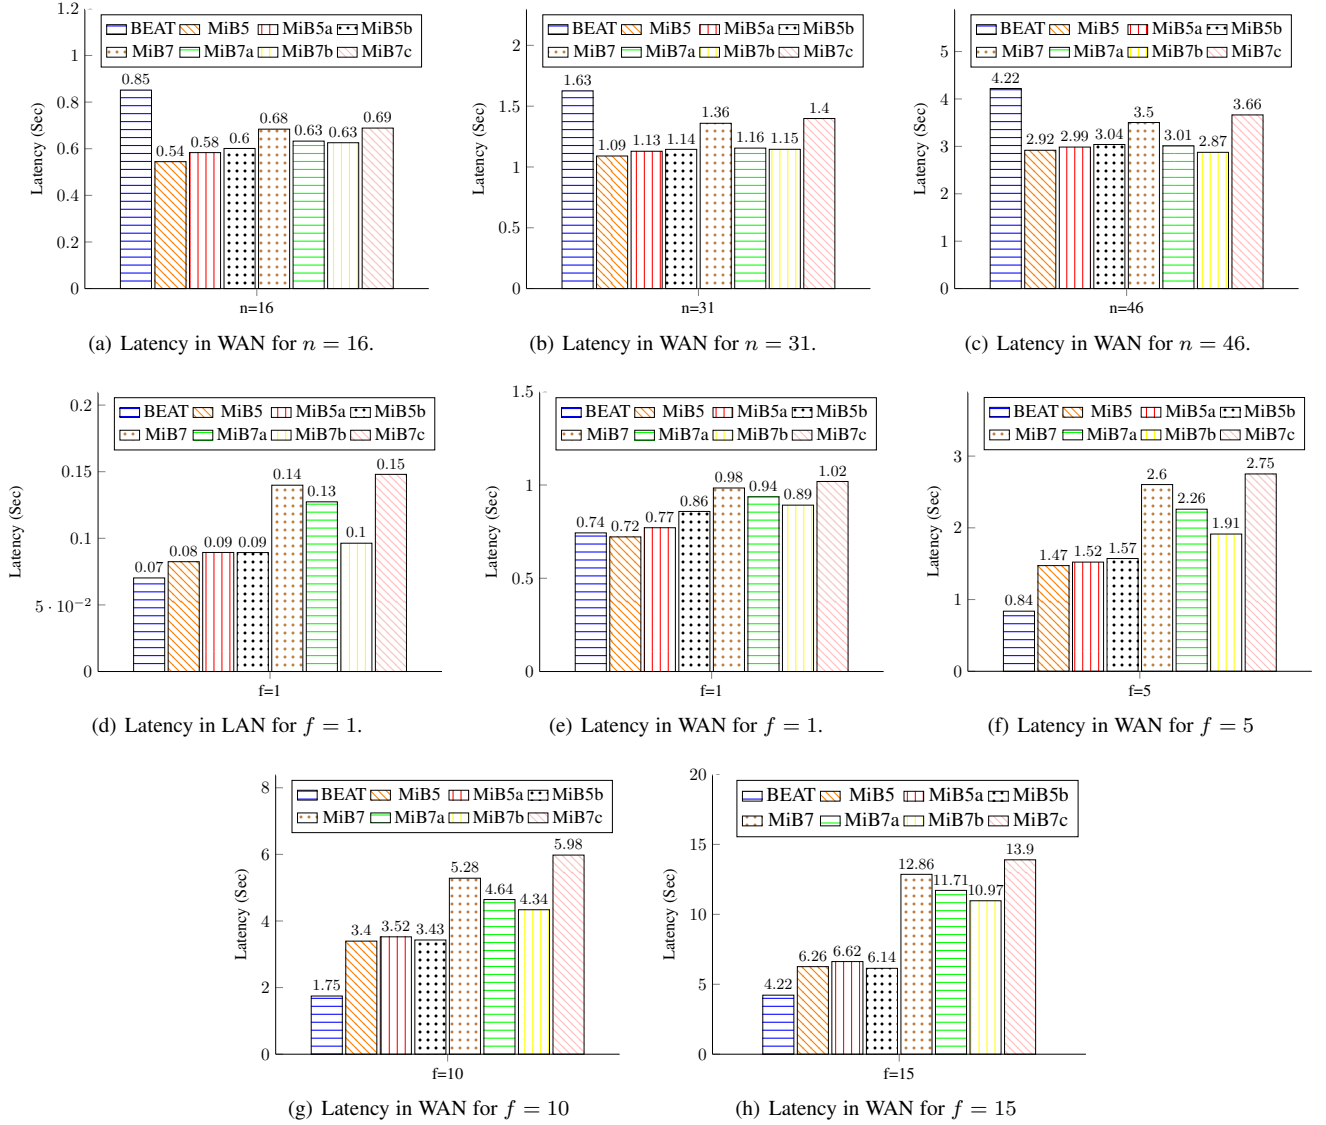 BEAT MiB5 MiB5a MiB5b
MiB7 MiB7a MiB7b MiB7c
Latency (Sec)
1.2
1
0.8
0.6
0.4
0.2
0
0.85
0.54
0.58
0.6
0.68
0.63
0.63
0.69
n=16
(a) Latency in WAN for n = 16.
BEAT MiB5 MiB5a MiB5b
MiB7 MiB7a MiB7b MiB7c
Latency (Sec)
2
1.5
1
0.5
0
1.63
1.09
1.13
1.14
1.36
1.16
1.15
1.4
n=31
(b) Latency in WAN for n = 31.
BEAT MiB5 MiB5a MiB5b
MiB7 MiB7a MiB7b MiB7c
Latency (Sec)
5
4
3
2
1
0
4.22
2.92
2.99
3.04
3.5
3.01
2.87
3.66
n=46
(c) Latency in WAN for n = 46.
BEAT MiB5 MiB5a MiB5b
MiB7 MiB7a MiB7b MiB7c
Latency (Sec)
0.2
0.15
0.1
5 · 10−2
0
0.07
0.08
0.09
0.09
0.14
0.13
0.1
0.15
f=1
(d) Latency in LAN for f = 1.
BEAT MiB5 MiB5a MiB5b
MiB7 MiB7a MiB7b MiB7c
Latency (Sec)
1.5
1
0.5
0
0.74
0.72
0.77
0.86
0.98
0.94
0.89
1.02
f=1
(e) Latency in WAN for f = 1.
BEAT MiB5 MiB5a MiB5b
MiB7 MiB7a MiB7b MiB7c
Latency (Sec)
3
2
1
0
0.84
1.47
1.52
1.57
2.6
2.26
1.91
2.75
f=5
(f) Latency in WAN for f = 5
BEAT MiB5 MiB5a MiB5b
MiB7 MiB7a MiB7b MiB7c
Latency (Sec)
8
6
4
2
0
1.75
3.4
3.52
3.43
5.28
4.64
4.34
5.98
f=10
(g) Latency in WAN for f = 10
BEAT MiB5 MiB5a MiB5b
MiB7 MiB7a MiB7b MiB7c
Latency (Sec)
20
15
10
5
0
4.22
6.26
6.62
6.14
12.86
11.71
10.97
13.9
f=15
(h) Latency in WAN for f = 15